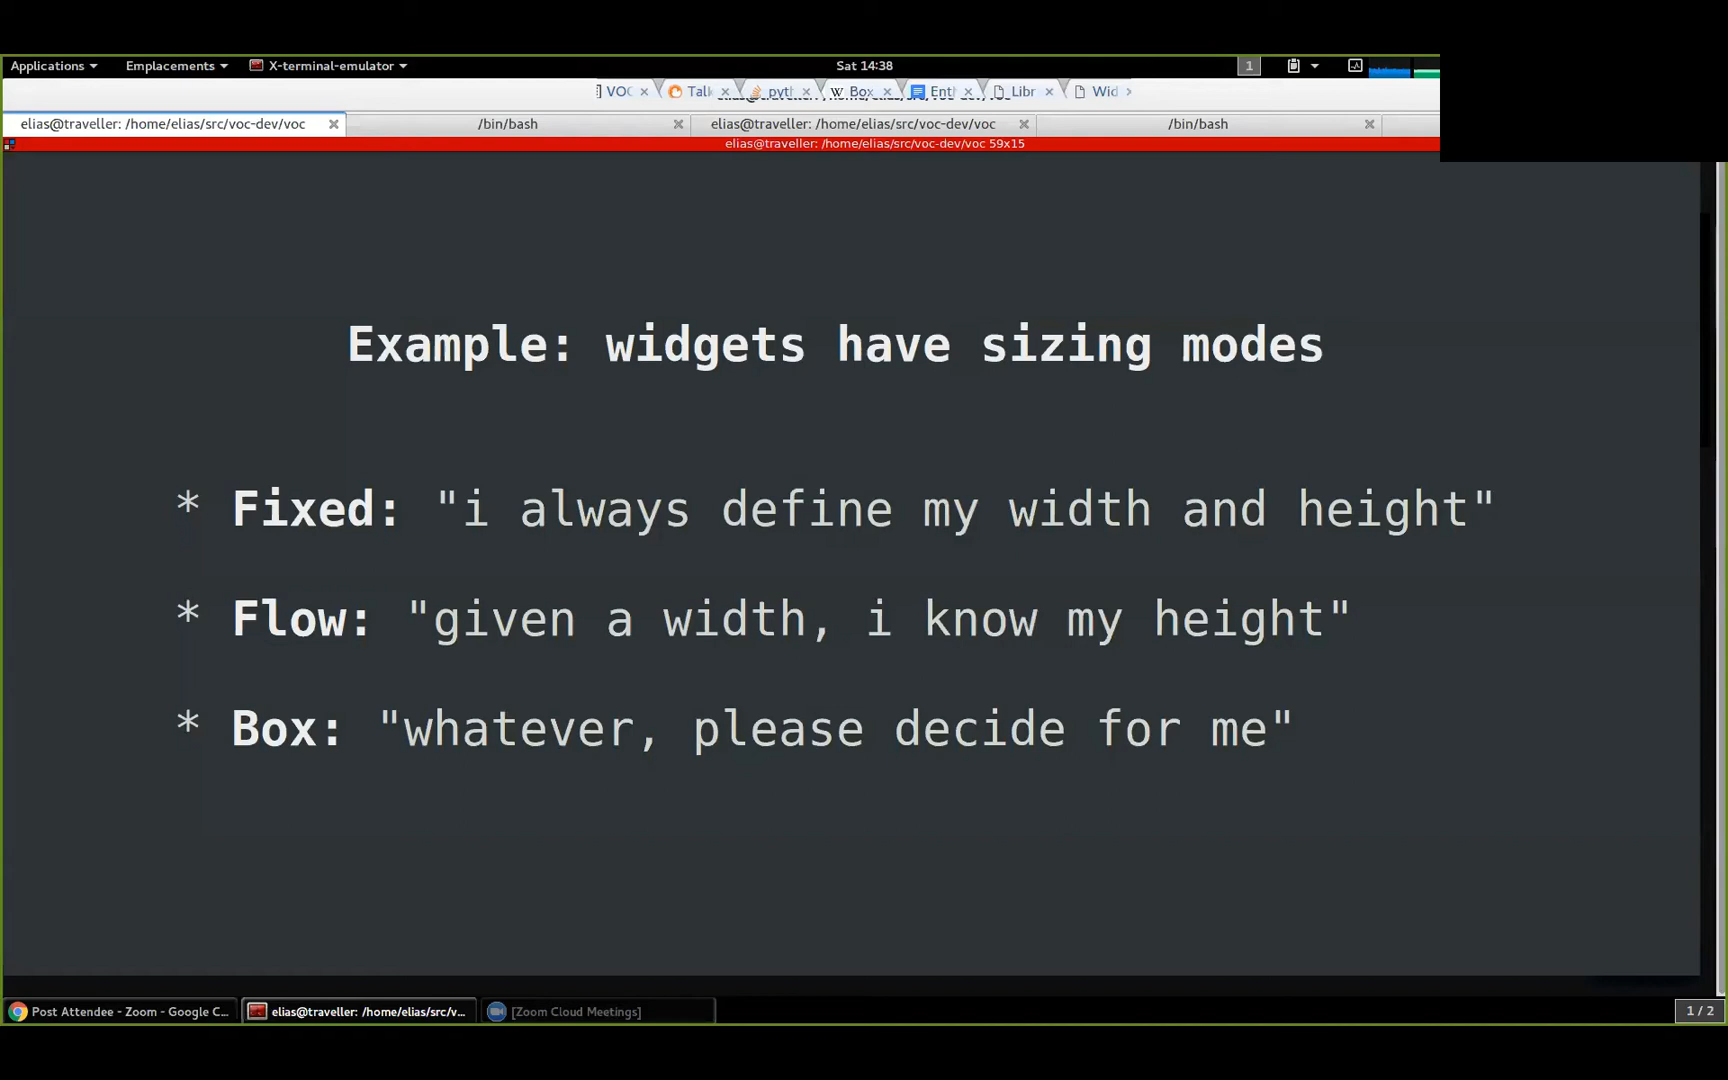 Applications Emplacements X-terminal-emulator Sat 14:38 1
VOC Talk pyth Box Enth Libr Wid
elias@traveller: /home/elias/src/voc-dev/voc /bin/bash elias@traveller: /home/elias/src/voc-dev/voc /bin/bash
elias@traveller: /home/elias/src/voc-dev/voc 59x15
Example: widgets have sizing modes
* Fixed: "i always define my width and height"
* Flow: "given a width, i know my height"
* Box: "whatever, please decide for me"
Post Attendee - Zoom - Google C... elias@traveller: /home/elias/src/v... [Zoom Cloud Meetings] 1 / 2